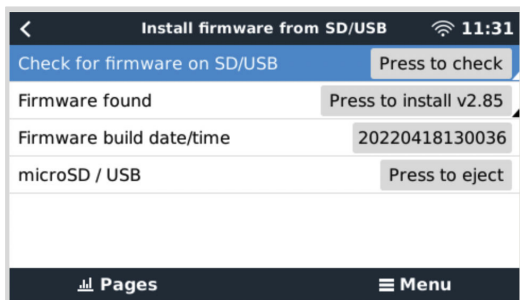 Install firmware from SD/USB 11:31
Check for firmware on SD/USB Press to check
Firmware found Press to install v2.85
Firmware build date/time 20220418130036
microSD / USB Press to eject
Pages Menu